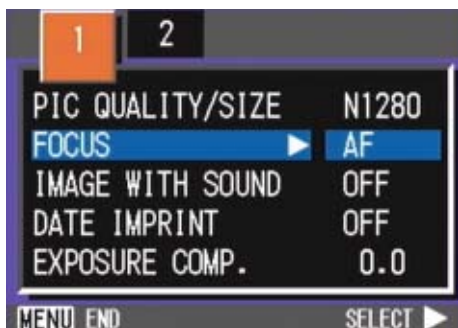 1 2
PIC QUALITY/SIZE N1280
FOCUS ▶ AF
IMAGE WITH SOUND OFF
DATE IMPRINT OFF
EXPOSURE COMP. 0.0
MENU END SELECT ▶